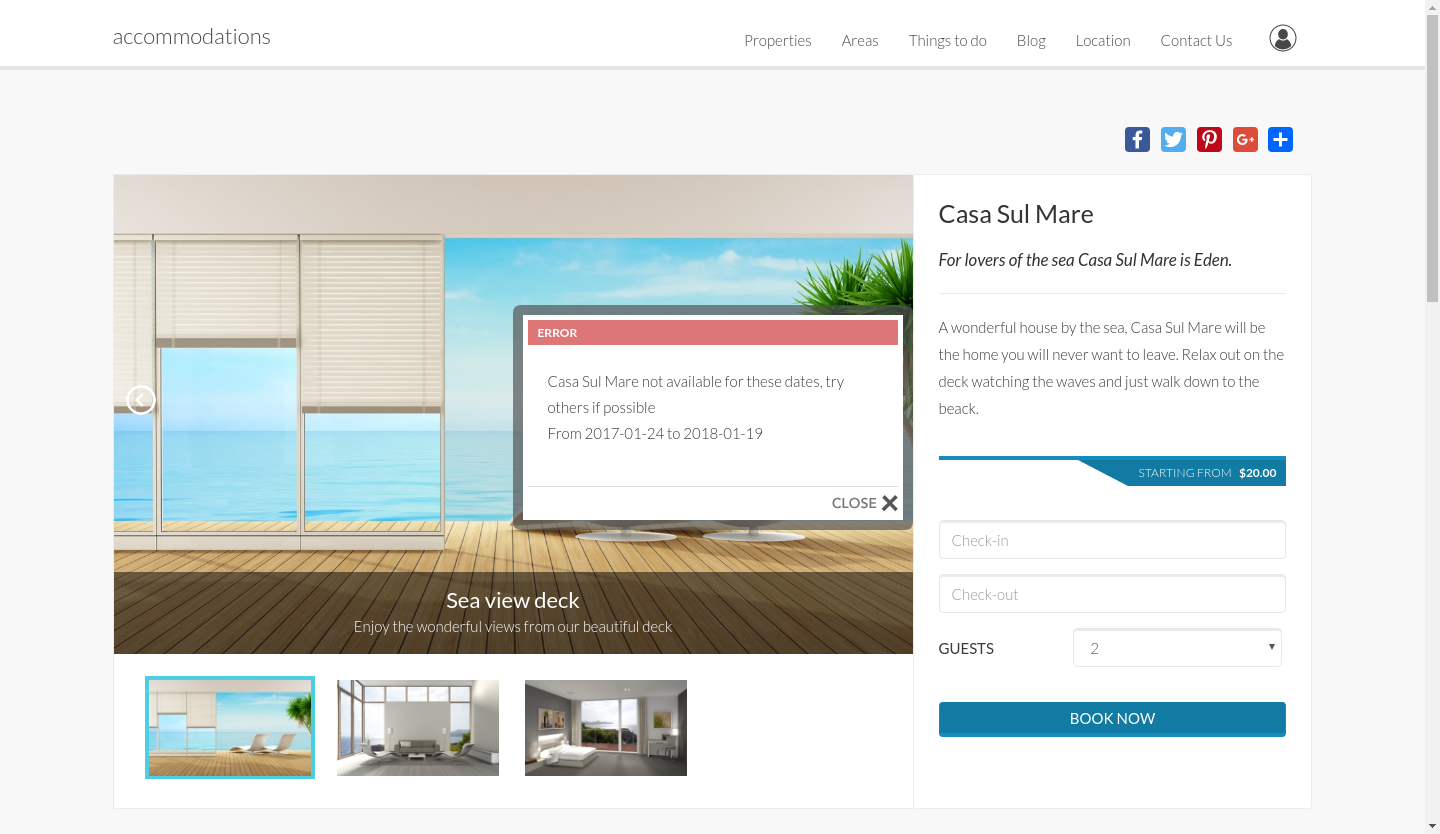 accommodations
Properties
Areas
Things to do
Blog
Location
Contact Us
Casa Sul Mare
For lovers of the sea Casa Sul Mare is Eden.
A wonderful house by the sea, Casa Sul Mare will be
the home you will never want to leave. Relax out on the
deck watching the waves and just walk down to the
beack.
STARTING FROM $20.00
Check-in
Check-out
GUESTS
2
BOOK NOW
ERROR
Casa Sul Mare not available for these dates, try
others if possible
From 2017-01-24 to 2018-01-19
CLOSE
Sea view deck
Enjoy the wonderful views from our beautiful deck